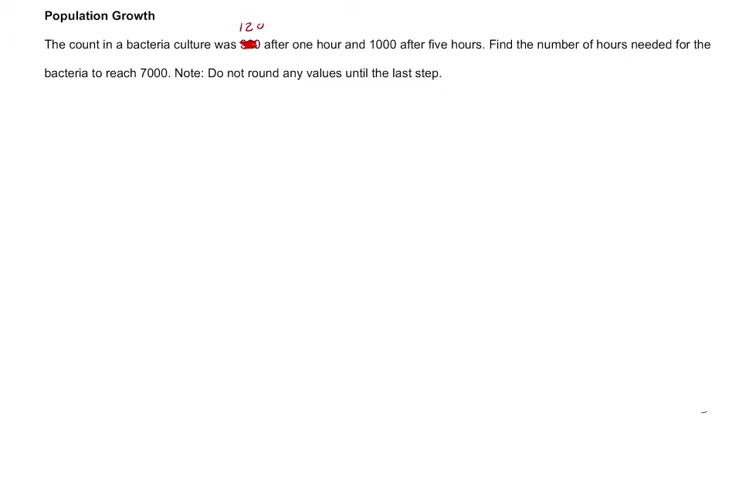 Population Growth
120
The count in a bacteria culture was after one hour and 1000 after five hours. Find the number of hours needed for the
bacteria to reach 7000. Note: Do not round any values until the last step.